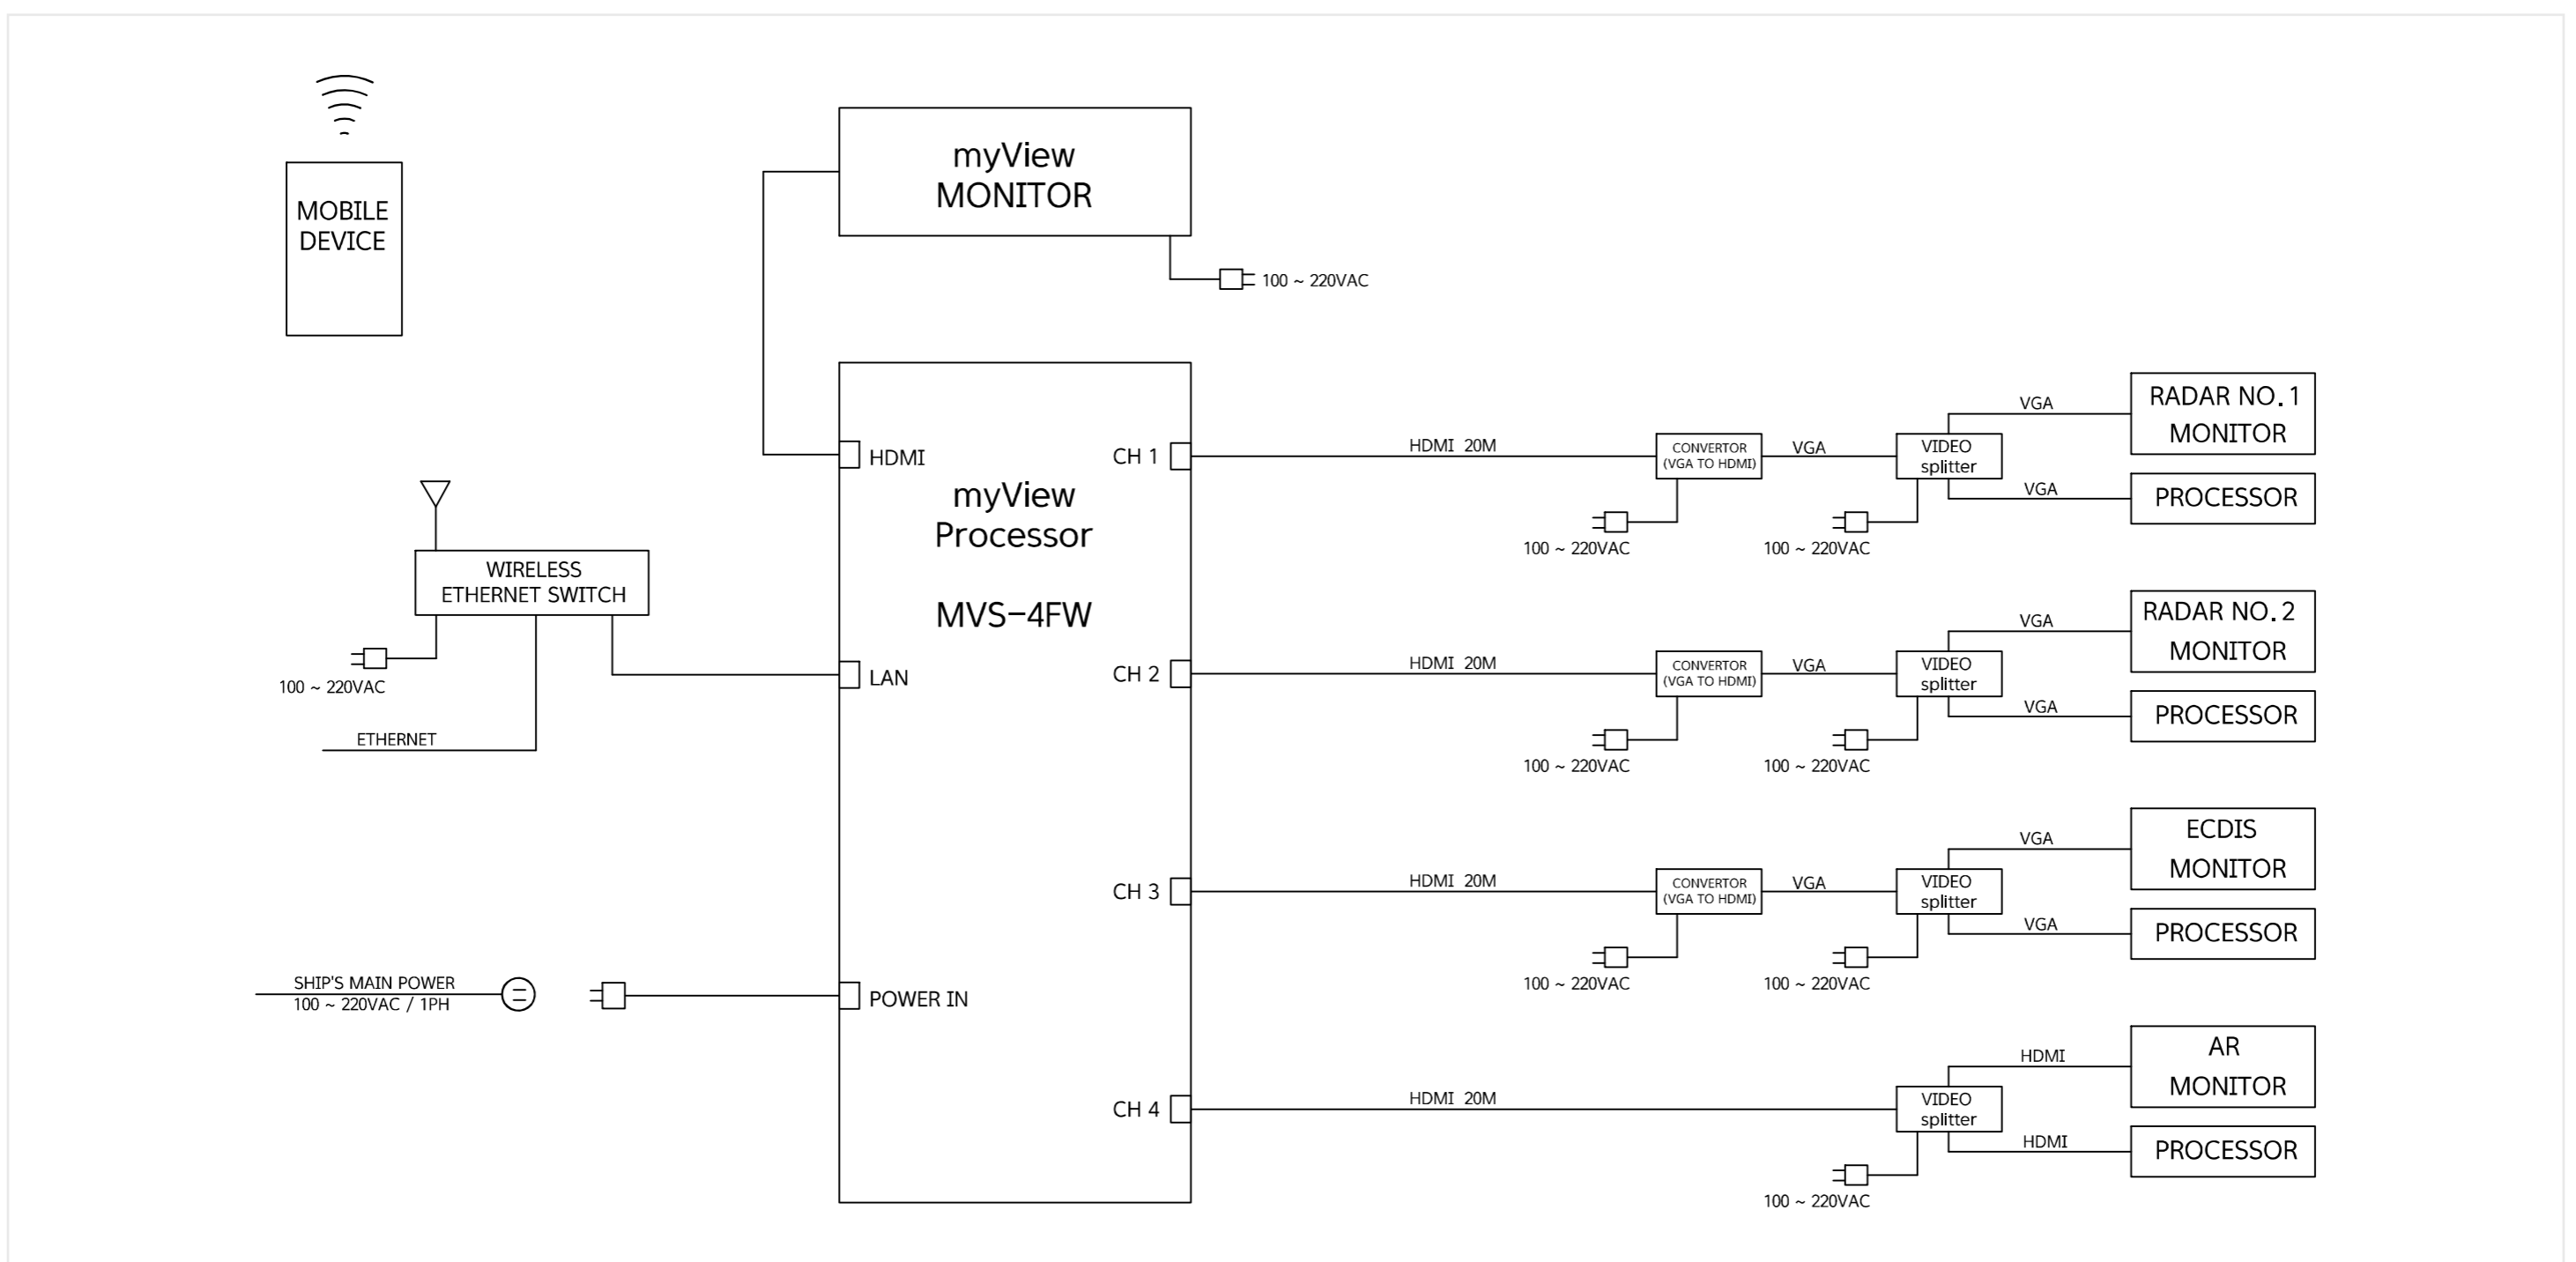 MOBILE
DEVICE
myView
MONITOR
100 ~ 220VAC
myView
Processor
MVS-4FW
HDMI
LAN
POWER IN
CH 1
CH 2
CH 3
CH 4
WIRELESS
ETHERNET SWITCH
100 ~ 220VAC
ETHERNET
SHIP'S MAIN POWER
100 ~ 220VAC / 1PH
HDMI 20M
CONVERTOR
(VGA TO HDMI)
100 ~ 220VAC
VGA
VIDEO
splitter
100 ~ 220VAC
VGA
RADAR NO. 1
MONITOR
VGA
PROCESSOR
HDMI 20M
CONVERTOR
(VGA TO HDMI)
100 ~ 220VAC
VGA
VIDEO
splitter
100 ~ 220VAC
VGA
RADAR NO. 2
MONITOR
VGA
PROCESSOR
HDMI 20M
CONVERTOR
(VGA TO HDMI)
100 ~ 220VAC
VGA
VIDEO
splitter
100 ~ 220VAC
VGA
ECDIS
MONITOR
VGA
PROCESSOR
HDMI 20M
VIDEO
splitter
100 ~ 220VAC
HDMI
AR
MONITOR
HDMI
PROCESSOR